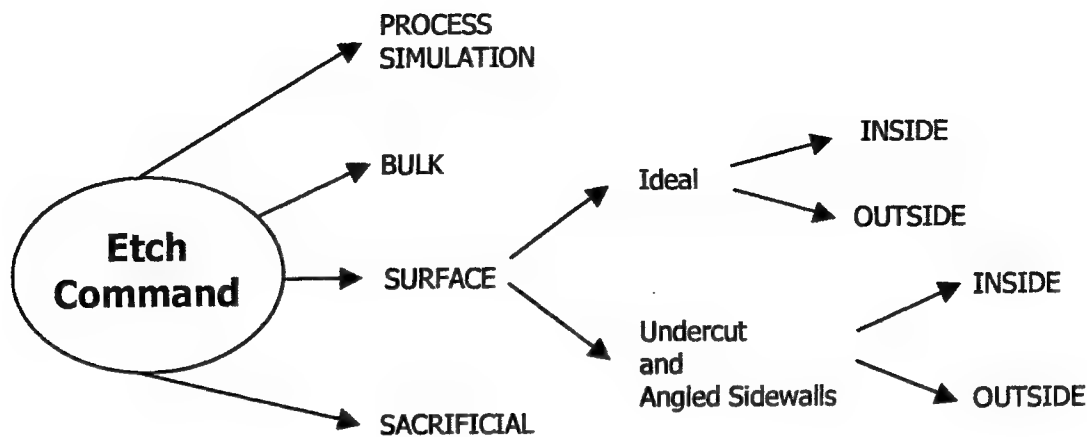 PROCESS
SIMULATION
BULK
Etch
Command
SURFACE
SACRIFICIAL
Ideal
INSIDE
OUTSIDE
Undercut
and
Angled Sidewalls
INSIDE
OUTSIDE